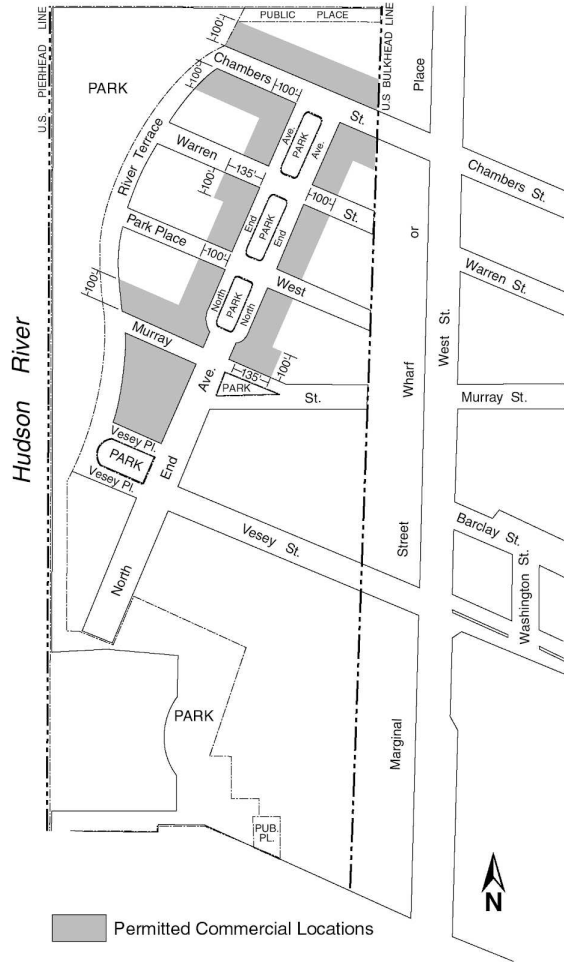 U.S. PIERHEAD LINE
PUBLIC PLACE
U.S BULKHEAD LINE
100'
Place
PARK
Chambers
100'
100'
St.
Ave.
PARK
Ave.
Chambers St.
River Terrace
Warren
135'
100'
100'
St.
End
PARK
End
or
Warren St.
Park Place
100'
West
100'
North
PARK
North
West St.
Hudson River
Murray
100'
135'
Wharf
Ave.
PARK
St.
Murray St.
Vesey Pl.
PARK
End
Vesey Pl.
Vesey St.
Street
Barclay St.
Washington St.
North
PARK
Marginal
PUB.
PL.
N
Permitted Commercial Locations